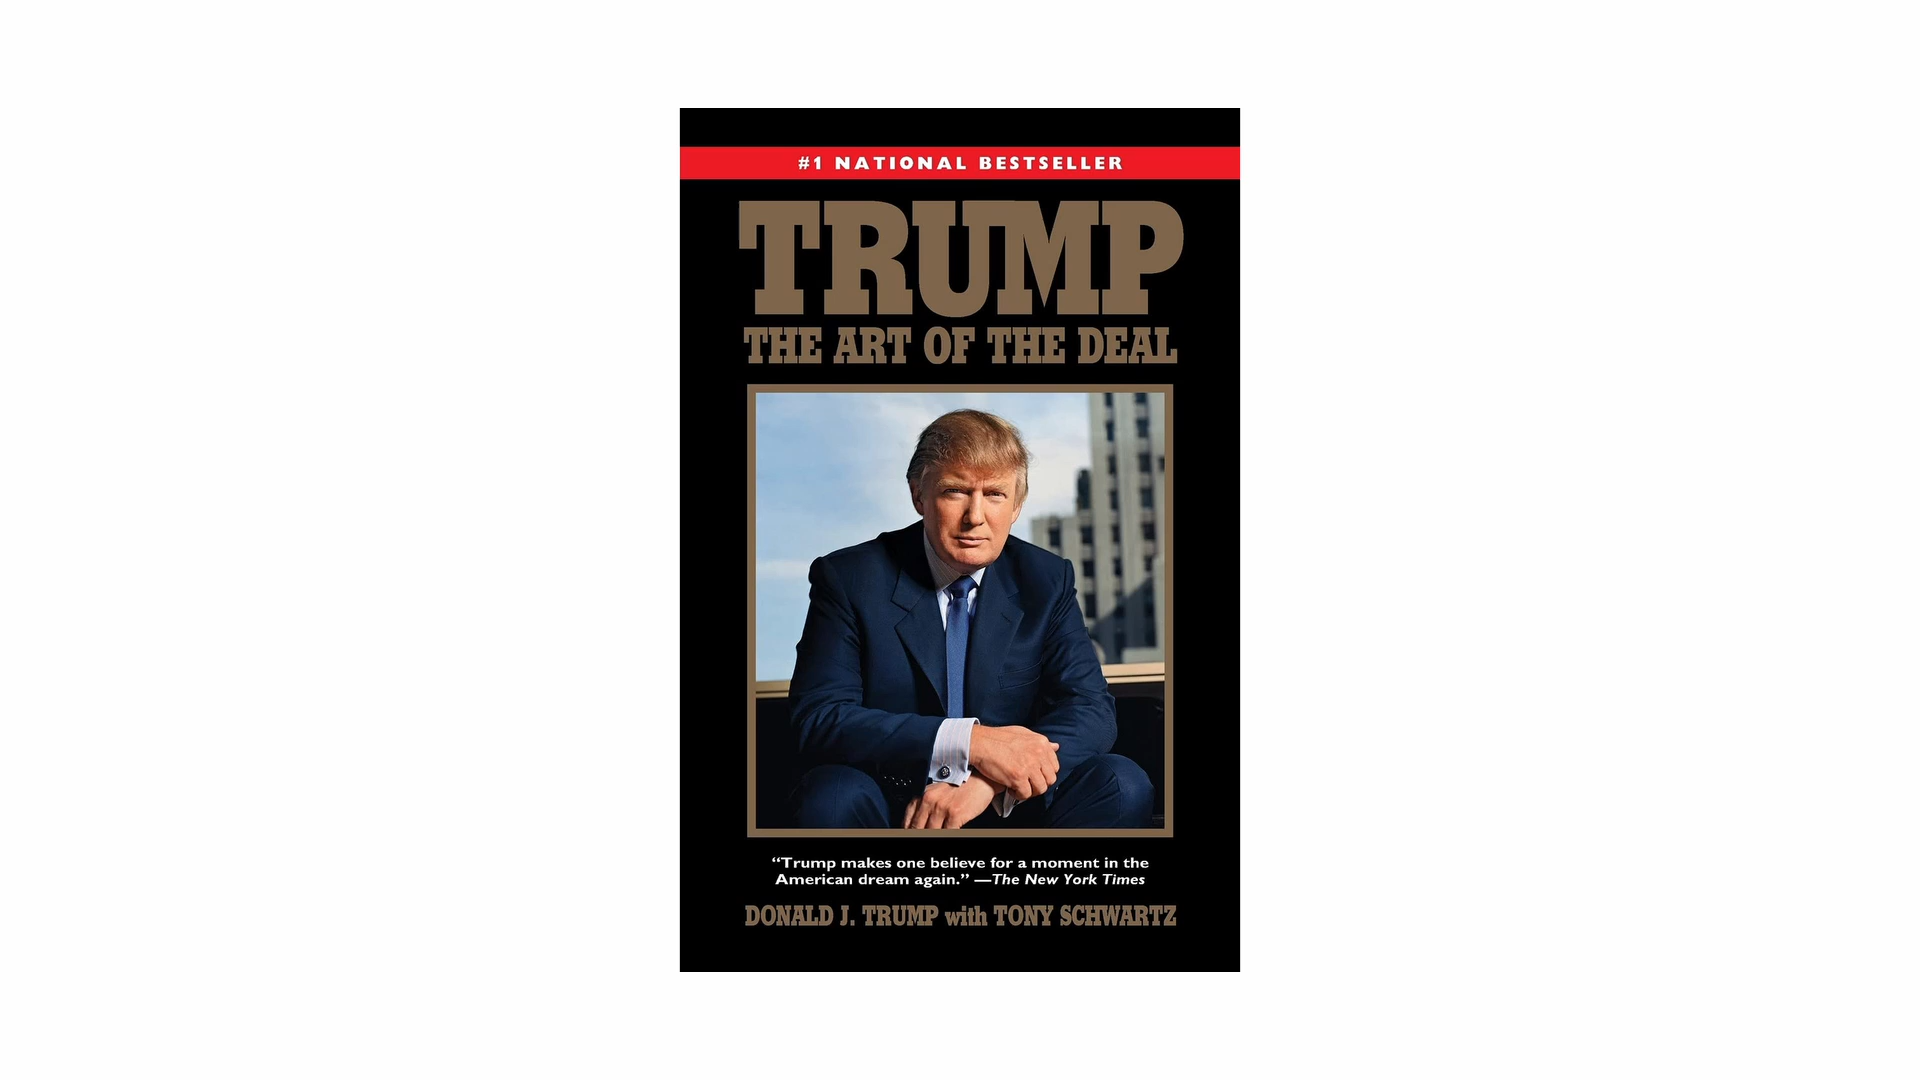 #1 NATIONAL BESTSELLER
TRUMP
THE ART OF THE DEAL
“Trump makes one believe for a moment in the
American dream again.” —The New York Times
DONALD J. TRUMP with TONY SCHWARTZ